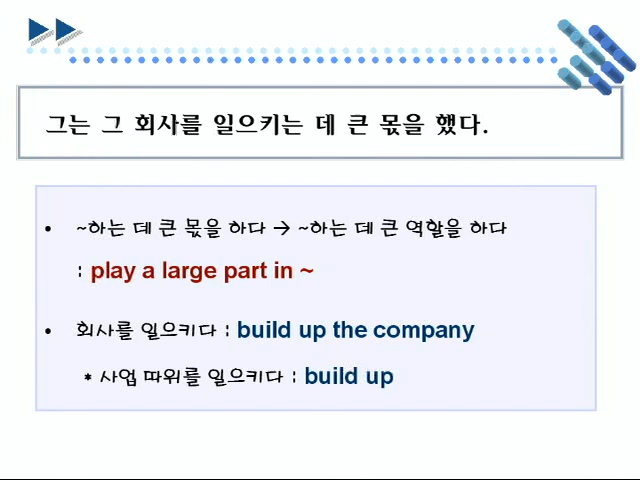 그는 그 회사를 일으키는 데 큰 몫을 했다.
• ~하는 데 큰 몫을 하다 → ~하는 데 큰 역할을 하다
: play a large part in ~
• 회사를 일으키다 : build up the company
* 사업 따위를 일으키다 : build up